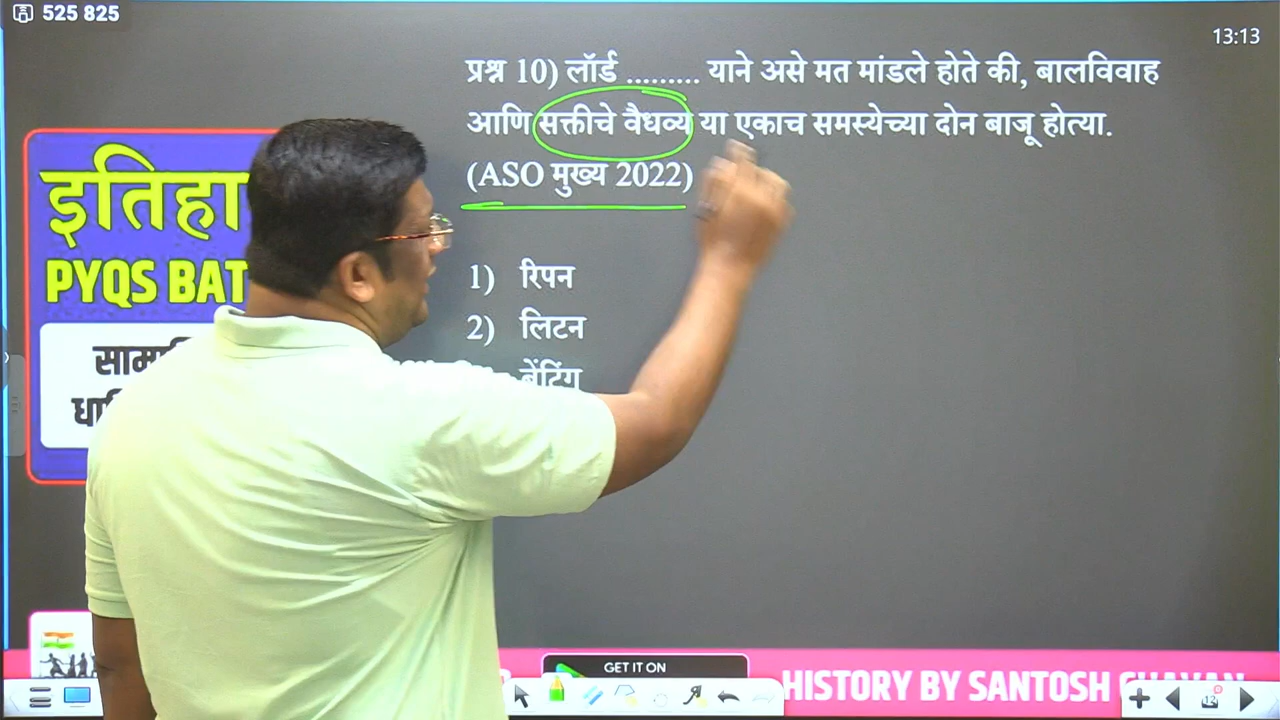 525 825
13:13
प्रश्न 10) लॉर्ड ......... याने असे मत मांडले होते की, बालविवाह
आणि सक्तीचे वैधव्य या एकाच समस्येच्या दोन बाजू होत्या.
(ASO मुख्य 2022)
PYQS BAT
1) रिपन
2) लिटन
बेंटिंग
GET IT ON
HISTORY BY SANTOSH